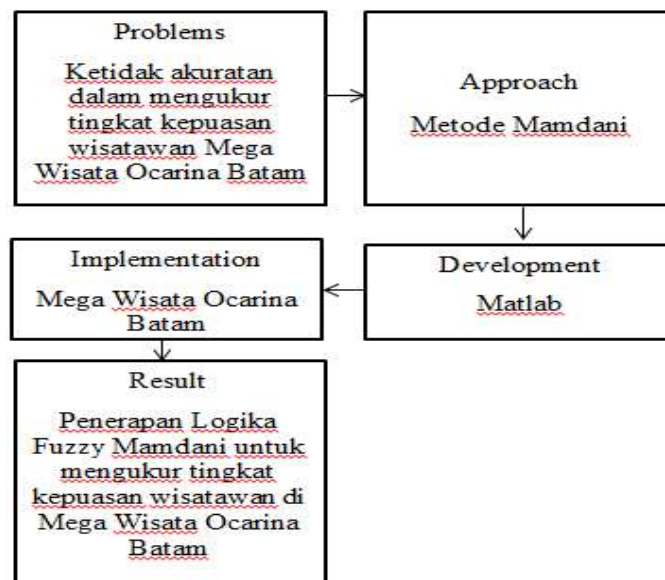 Problems
Ketidak akuratan
dalam mengukur
tingkat kepuasan
wisatawan Mega
Wisata Ocarina Batam
Approach
Metode Mamdani
Development
Matlab
Implementation
Mega Wisata Ocarina
Batam
Result
Penerapan Logika
Fuzzy Mamdani untuk
mengukur tingkat
kepuasan wisatawan di
Mega Wisata Ocarina
Batam